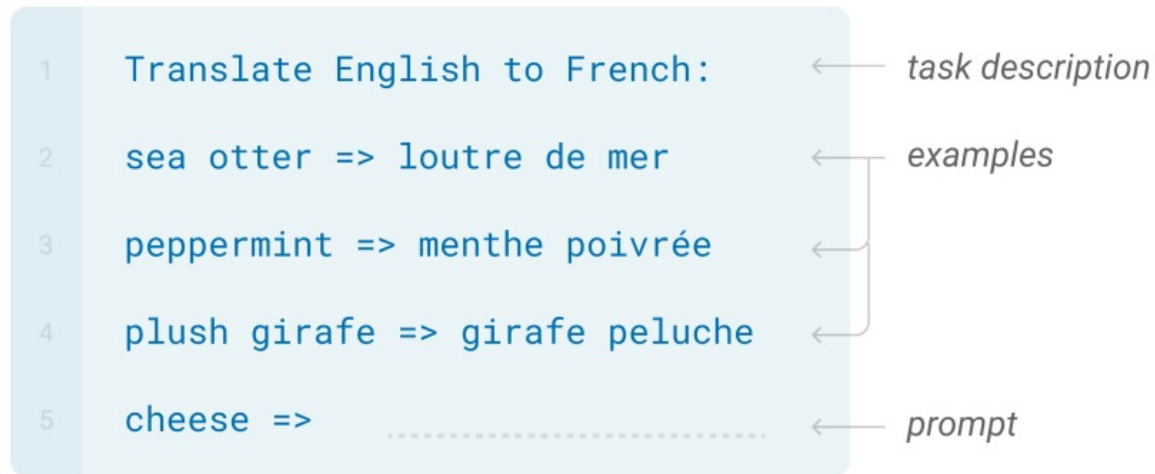 1 Translate English to French: task description
2 sea otter => loutre de mer examples
3 peppermint => menthe poivrée
4 plush girafe => girafe peluche
5 cheese => prompt